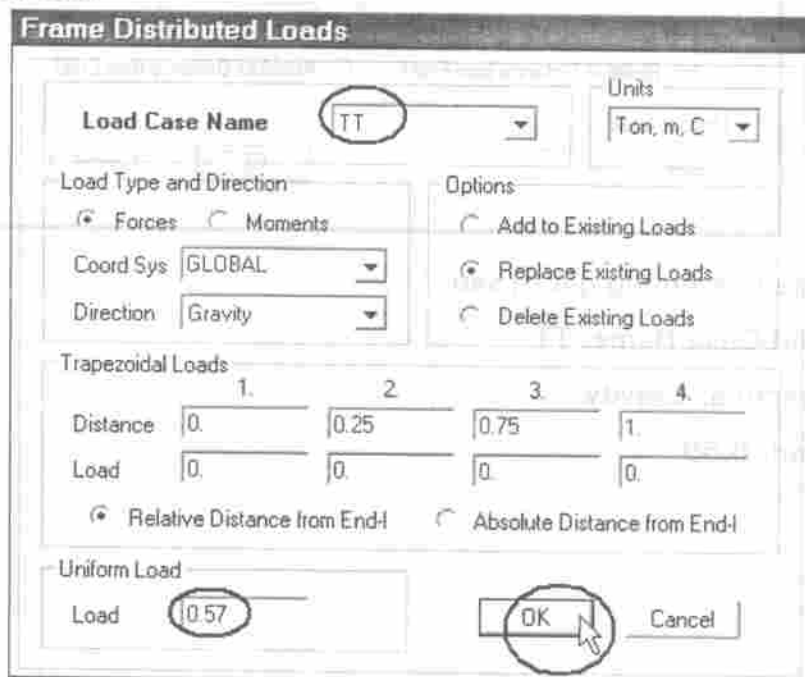 Frame Distributed Loads
Load Case Name TT
Units
Ton, m, C
Load Type and Direction
Forces Moments
Coord Sys GLOBAL
Direction Gravity
Options
Add to Existing Loads
Replace Existing Loads
Delete Existing Loads
Trapezoidal Loads
1. 2. 3. 4.
Distance 0. 0.25 0.75 1.
Load 0. 0. 0. 0.
Relative Distance from End-I Absolute Distance from End-I
Uniform Load
Load 0.57
OK Cancel